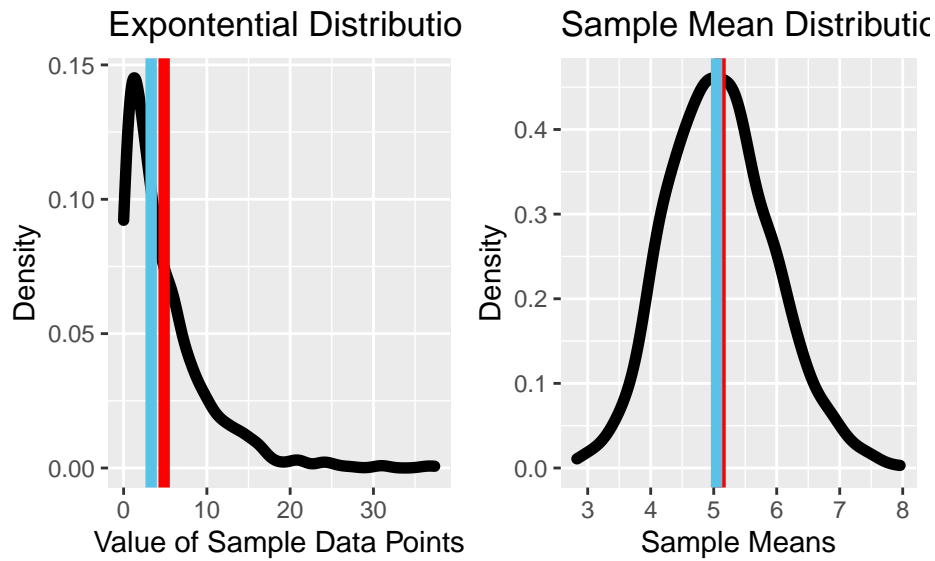 Expontential Distributio
Density
0.15
0.10
0.05
0.00
0 10 20 30
Value of Sample Data Points
Sample Mean Distributio
Density
0.4
0.3
0.2
0.1
0.0
3 4 5 6 7 8
Sample Means